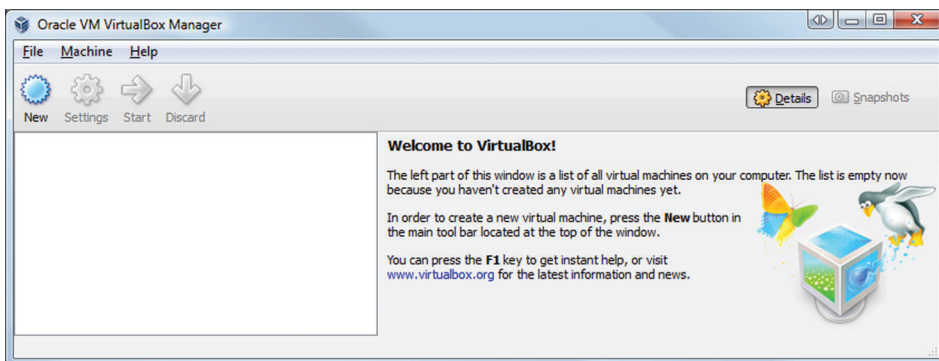 Oracle VM VirtualBox Manager
File Machine Help
New Settings Start Discard
Details Snapshots
Welcome to VirtualBox!
The left part of this window is a list of all virtual machines on your computer. The list is empty now
because you haven't created any virtual machines yet.
In order to create a new virtual machine, press the New button in
the main tool bar located at the top of the window.
You can press the F1 key to get instant help, or visit
www.virtualbox.org for the latest information and news.